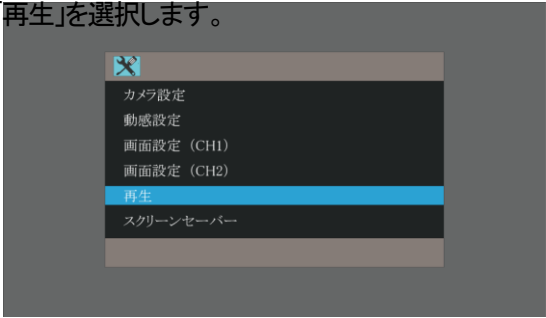 「再生」を選択します。
カメラ設定
動感設定
画面設定（CH1）
画面設定（CH2）
再生
スクリーンセーバー